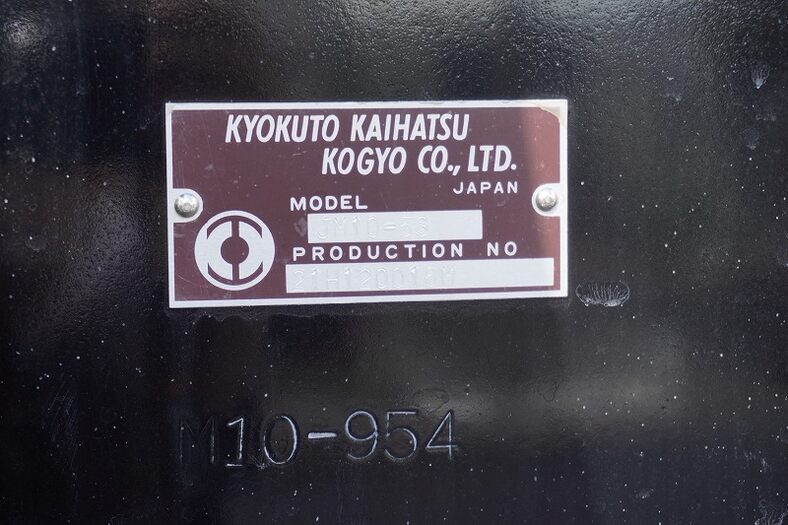 KYOKUTO KAIHATSU
KOGYO CO., LTD.
JAPAN
MODEL
PRODUCTION NO
M10-954